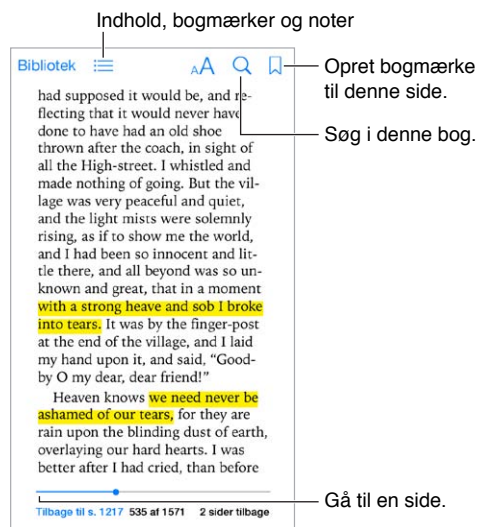 Indhold, bogmærker og noter
Bibliotek AA
Opret bogmærke
til denne side.
Søg i denne bog.
had supposed it would be, and re-
flecting that it would never have
done to have had an old shoe
thrown after the coach, in sight of
all the High-street. I whistled and
made nothing of going. But the vil-
lage was very peaceful and quiet,
and the light mists were solemnly
rising, as if to show me the world,
and I had been so innocent and lit-
tle there, and all beyond was so un-
known and great, that in a moment
with a strong heave and sob I broke
into tears. It was by the finger-post
at the end of the village, and I laid
my hand upon it, and said, “Good-
by O my dear, dear friend!”
Heaven knows we need never be
ashamed of our tears, for they are
rain upon the blinding dust of earth,
overlaying our hard hearts. I was
better after I had cried, than before
Gå til en side.
Tilbage til s. 1217 535 af 1571 2 sider tilbage